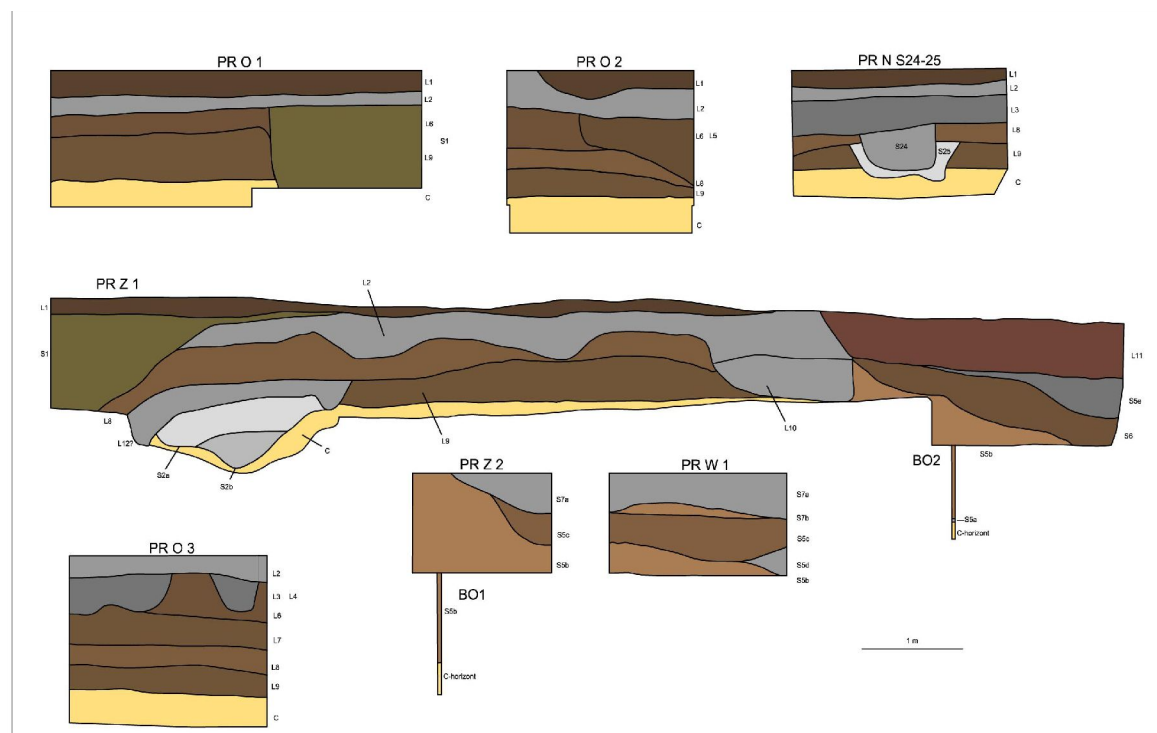 PR O 1
L1
L2
L6
S1
L9
C
PR O 2
L1
L2
L6 L5
L8
L9
C
PR N S24-25
L1
L2
L3
L8
L9
C
S24
S25
PR Z 1
L2
L1
S1
L8
L12?
S2a
S2b
C
L9
L10
L11
S5e
S6
S5b
BO2
S5a
C-horizont
PR Z 2
S7a
S5c
S5b
BO1
S5b
C-horizont
PR W 1
S7a
S7b
S5c
S5d
S5b
PR O 3
L2
L3 L4
L6
L7
L8
L9
C
1 m